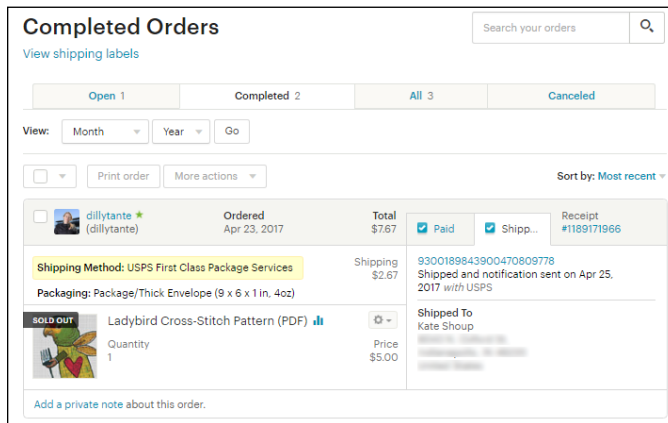 Completed Orders
Search your orders
View shipping labels
Open 1
Completed 2
All 3
Canceled
View:
Month
Year
Go
Print order
More actions
Sort by: Most recent
dillytante
(dillytante)
Ordered
Apr 23, 2017
Total
$7.67
Paid
Shipp...
Receipt
#1189171966
Shipping Method: USPS First Class Package Services
Shipping
$2.67
Packaging: Package/Thick Envelope (9 x 6 x 1 in, 4oz)
9300189843900470809778
Shipped and notification sent on Apr 25,
2017 with USPS
Shipped To
Kate Shoup
SOLD OUT
Ladybird Cross-Stitch Pattern (PDF)
Quantity
1
Price
$5.00
Add a private note about this order.